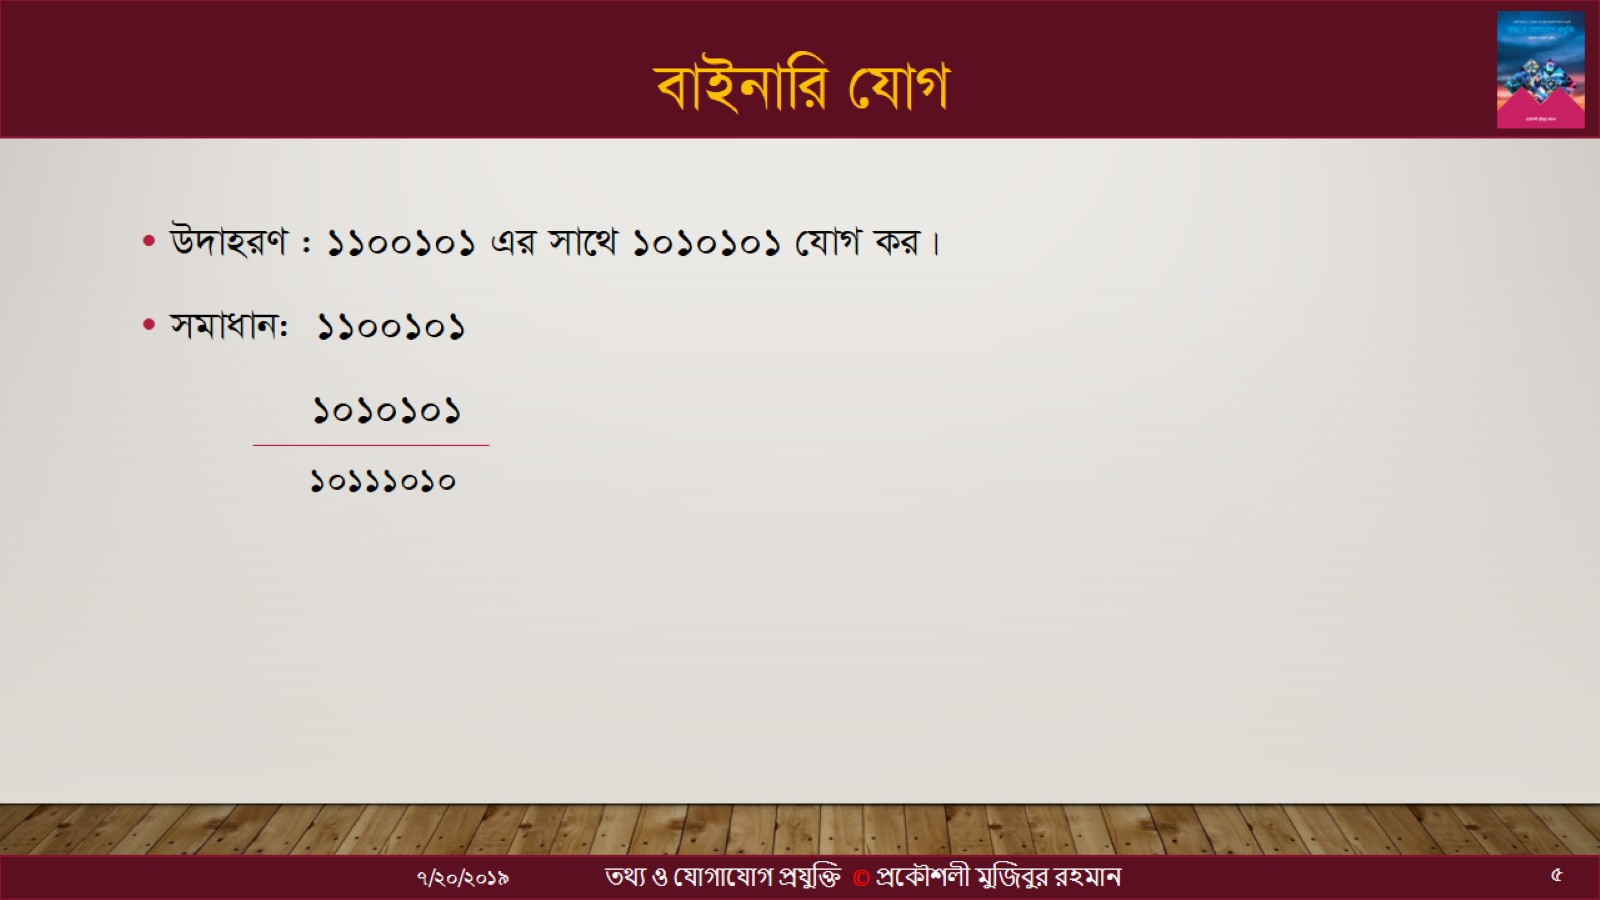 বাইনারি যোগ
• উদাহরণ : ১১০০১০১ এর সাথে ১০১০১০১ যোগ কর।
• সমাধান: ১১০০১০১
১০১০১০১
১০১১১০১০
৭/২০/২০১৯ তথ্য ও যোগাযোগ প্রযুক্তি © প্রকৌশলী মুজিবুর রহমান ৫